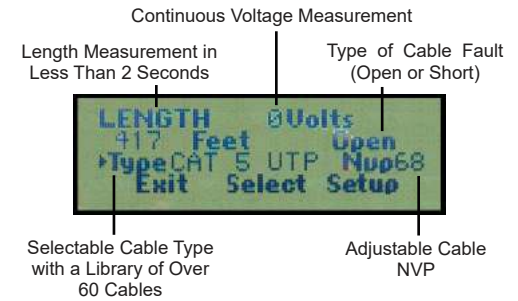 Continuous Voltage Measurement
Length Measurement in
Less Than 2 Seconds
Type of Cable Fault
(Open or Short)
LENGTH 0Volts
417 Feet Open
▸Type CAT 5 UTP Nvp68
Exit Select Setup
Selectable Cable Type
with a Library of Over
60 Cables
Adjustable Cable
NVP